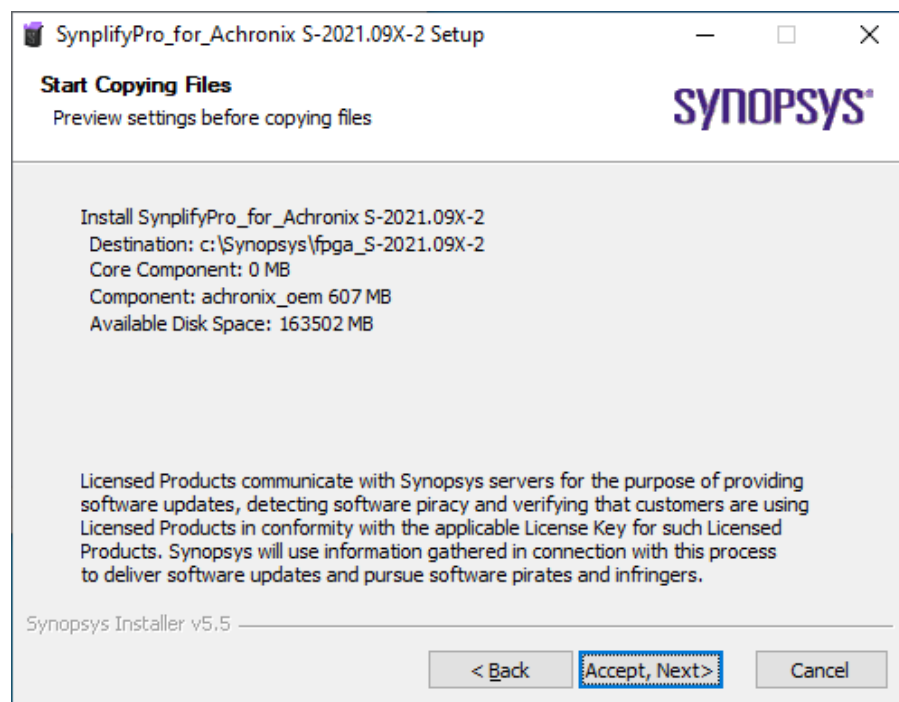 SynplifyPro_for_Achronix S-2021.09X-2 Setup
Start Copying Files
Preview settings before copying files
SYNOPSYS®
Install SynplifyPro_for_Achronix S-2021.09X-2
Destination: c:\Synopsys\fpga_S-2021.09X-2
Core Component: 0 MB
Component: achronix_oem 607 MB
Available Disk Space: 163502 MB
Licensed Products communicate with Synopsys servers for the purpose of providing
software updates, detecting software piracy and verifying that customers are using
Licensed Products in conformity with the applicable License Key for such Licensed
Products. Synopsys will use information gathered in connection with this process
to deliver software updates and pursue software pirates and infringers.
Synopsys Installer v5.5
< Back
Accept, Next>
Cancel